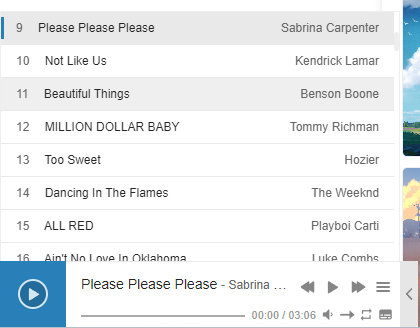 9 Please Please Please Sabrina Carpenter
10 Not Like Us Kendrick Lamar
11 Beautiful Things Benson Boone
12 MILLION DOLLAR BABY Tommy Richman
13 Too Sweet Hozier
14 Dancing In The Flames The Weeknd
15 ALL RED Playboi Carti
16 Ain't No Love In Oklahoma Luke Combs
Please Please Please - Sabrina ...
00:00 / 03:06